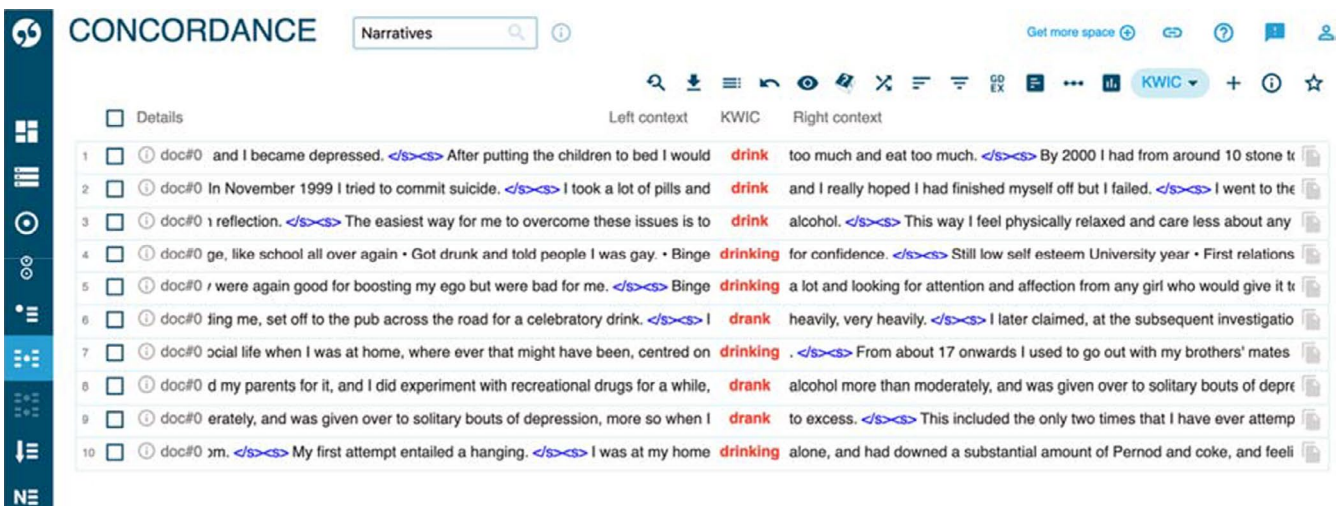 CONCORDANCE Narratives Get more space
GD EX KWIC
Details Left context KWIC Right context
1 doc#0 and I became depressed. </s><s> After putting the children to bed I would drink too much and eat too much. </s><s> By 2000 I had from around 10 stone to
2 doc#0 In November 1999 I tried to commit suicide. </s><s> I took a lot of pills and drink and I really hoped I had finished myself off but I failed. </s><s> I went to the
3 doc#0 reflection. </s><s> The easiest way for me to overcome these issues is to drink alcohol. </s><s> This way I feel physically relaxed and care less about any
4 doc#0 ge, like school all over again • Got drunk and told people I was gay. • Binge drinking for confidence. </s><s> Still low self esteem University year • First relations
5 doc#0 were again good for boosting my ego but were bad for me. </s><s> Binge drinking a lot and looking for attention and affection from any girl who would give it to
6 doc#0 ling me, set off to the pub across the road for a celebratory drink. </s><s> I drank heavily, very heavily. </s><s> I later claimed, at the subsequent investigatio
7 doc#0 ocial life when I was at home, where ever that might have been, centred on drinking . </s><s> From about 17 onwards I used to go out with my brothers' mates
8 doc#0 d my parents for it, and I did experiment with recreational drugs for a while, drank alcohol more than moderately, and was given over to solitary bouts of depre
9 doc#0 erately, and was given over to solitary bouts of depression, more so when I drank to excess. </s><s> This included the only two times that I have ever attemp
10 doc#0 om. </s><s> My first attempt entailed a hanging. </s><s> I was at my home drinking alone, and had downed a substantial amount of Pernod and coke, and feeli